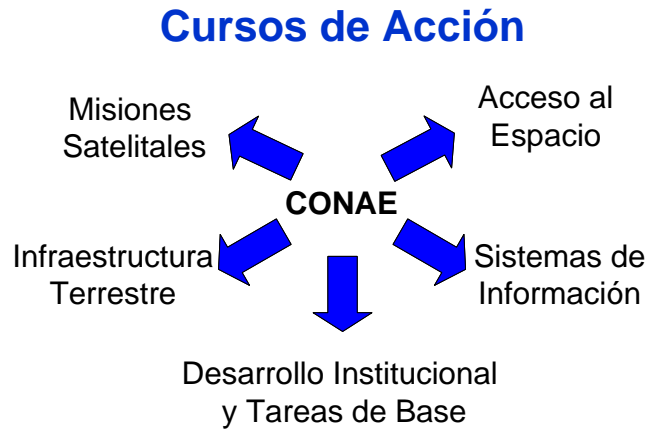 Cursos de Acción
Misiones
Satelitales
Acceso al
Espacio
CONAE
Infraestructura
Terrestre
Sistemas de
Información
Desarrollo Institucional
y Tareas de Base